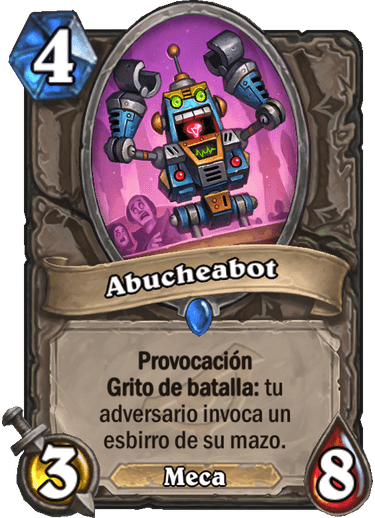 4
Abucheabot
Provocación
Grito de batalla: tu
adversario invoca un
esbirro de su mazo.
3
Meca
8